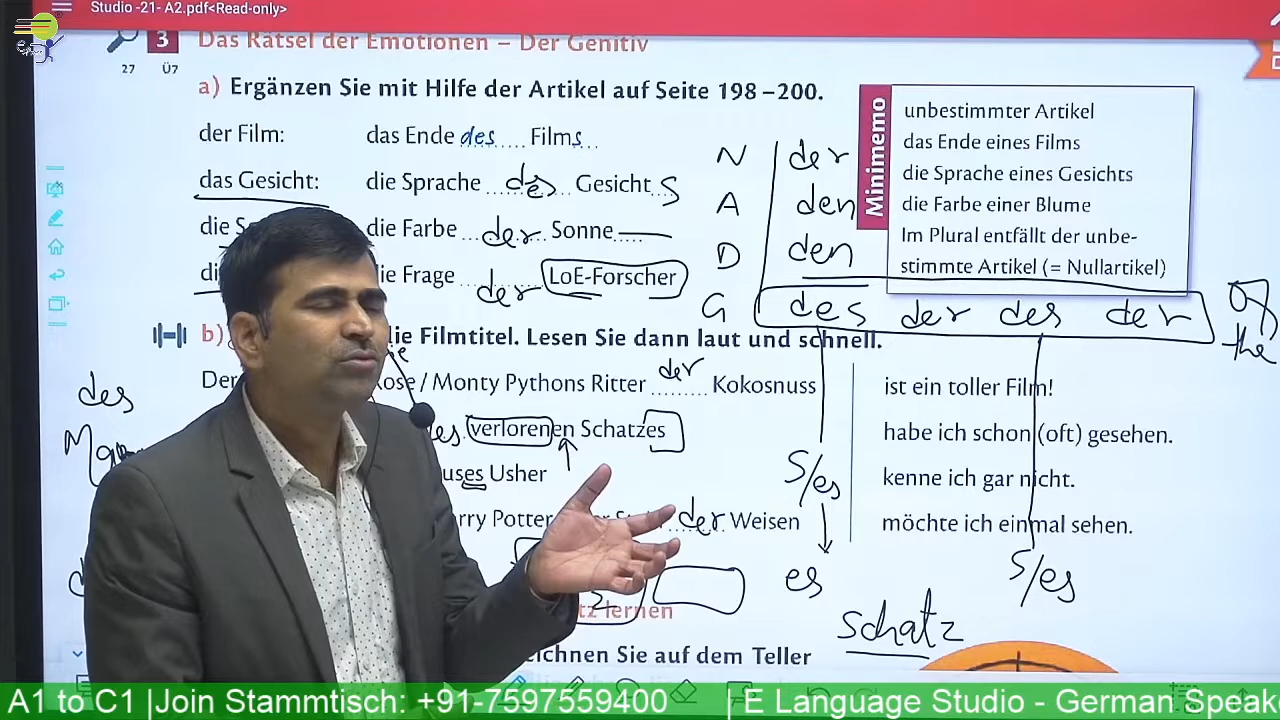 Studio -21- A2.pdf<Read-only>
3 Das Rätsel der Emotionen – Der Genitiv
27 Ü7
a) Ergänzen Sie mit Hilfe der Artikel auf Seite 198 – 200.
der Film: das Ende des Films
das Gesicht: die Sprache des Gesichts
die die Farbe der Sonne
die Frage der LoE-Forscher
Minimemo
unbestimmter Artikel
das Ende eines Films
die Sprache eines Gesichts
die Farbe einer Blume
Im Plural entfällt der unbe-
stimmte Artikel (= Nullartikel)
N der
A den
D den
G des der des der
Of
the
b) die Filmtitel. Lesen Sie dann laut und schnell.
Der Rose / Monty Pythons Ritter der Kokosnuss
ist ein toller Film!
des
verlorenen Schatzes
habe ich schon (oft) gesehen.
Usher
kenne ich gar nicht.
Potter der Weisen
möchte ich einmal sehen.
s/es
es
s/es
schatz
lernen
Sie auf dem Teller
A1 to C1 |Join Stammtisch: +91-7597559400 |E Language Studio - German Speak